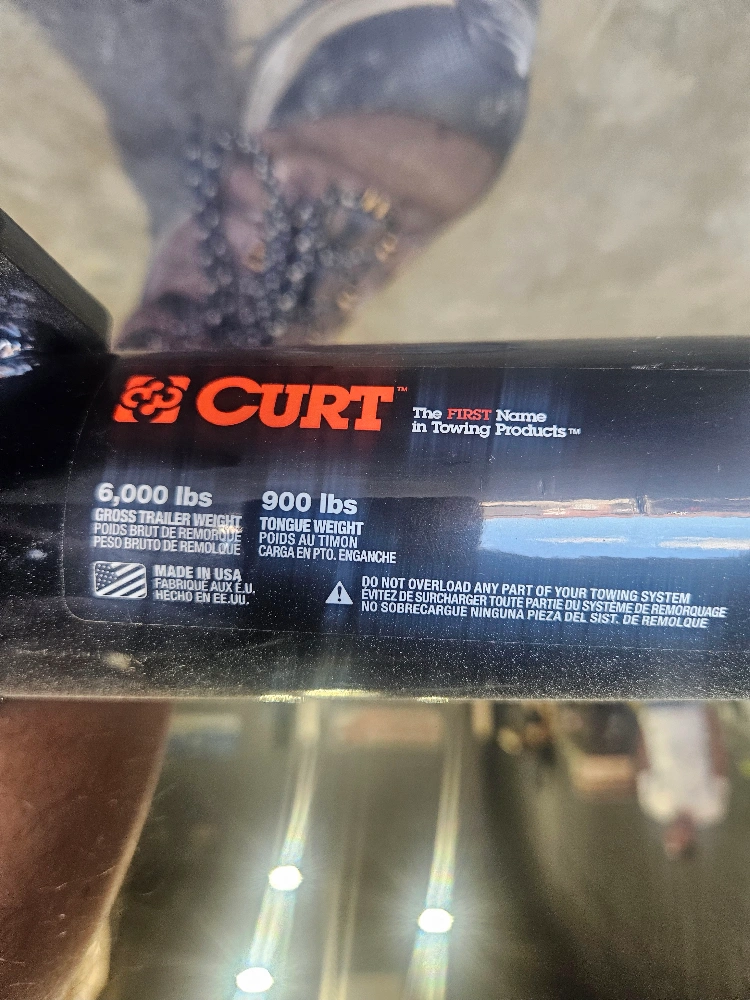 CURT™
The FIRST Name
in Towing Products™
6,000 lbs
GROSS TRAILER WEIGHT
POIDS BRUT DE REMORQUE
PESO BRUTO DE REMOLQUE
900 lbs
TONGUE WEIGHT
POIDS AU TIMON
CARGA EN PTO. ENGANCHE
MADE IN USA
FABRIQUÉ AUX É.U.
HECHO EN EE.UU.
DO NOT OVERLOAD ANY PART OF YOUR TOWING SYSTEM
ÉVITEZ DE SURCHARGER TOUTE PARTIE DU SYSTÈME DE REMORQUAGE
NO SOBRECARGUE NINGUNA PIEZA DEL SIST. DE REMOLQUE